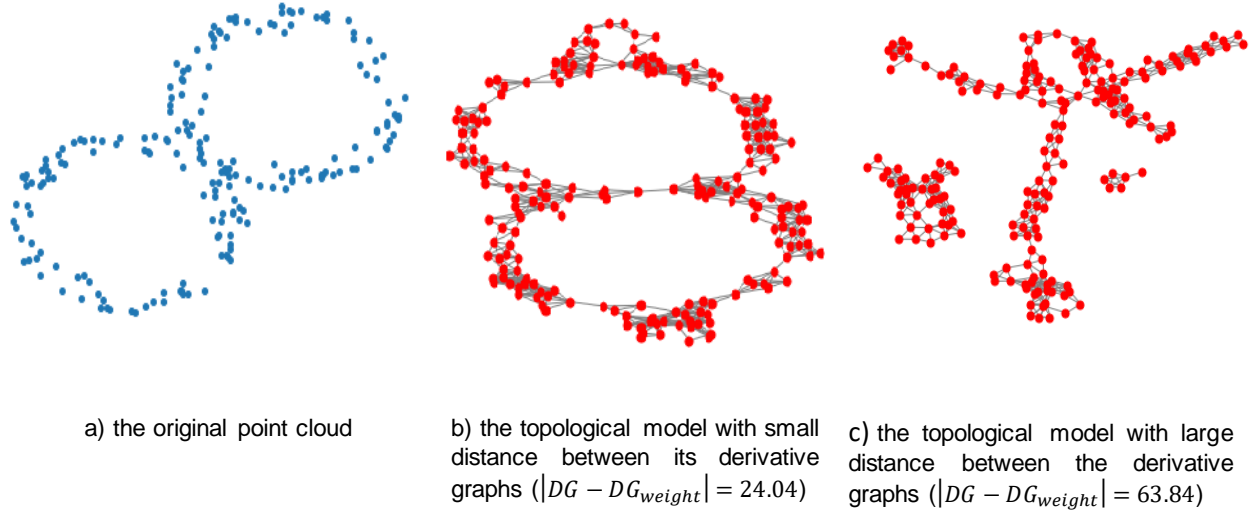 a) the original point cloud
b) the topological model with small
distance between its derivative
graphs (|DG − DG_weight| = 24.04)
c) the topological model with large
distance between the derivative
graphs (|DG − DG_weight| = 63.84)